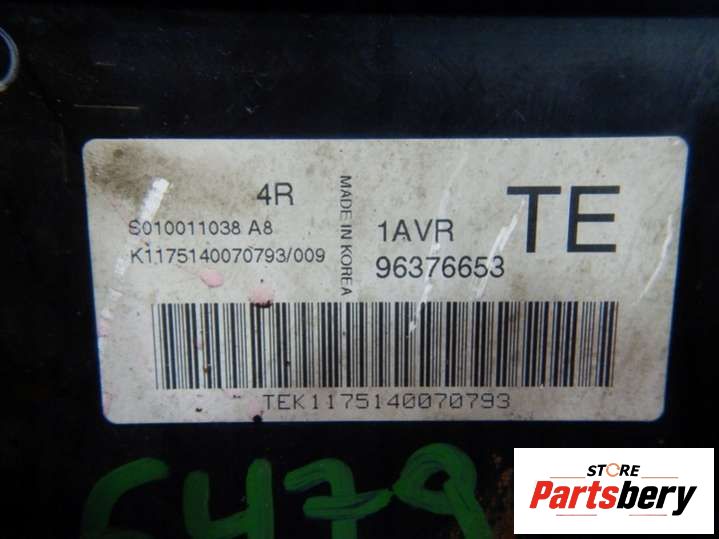 4R
S010011038 A8
K1175140070793/009
MADE IN KOREA
1AVR
96376653
TE
TEK1175140070793
STORE
Partsbery